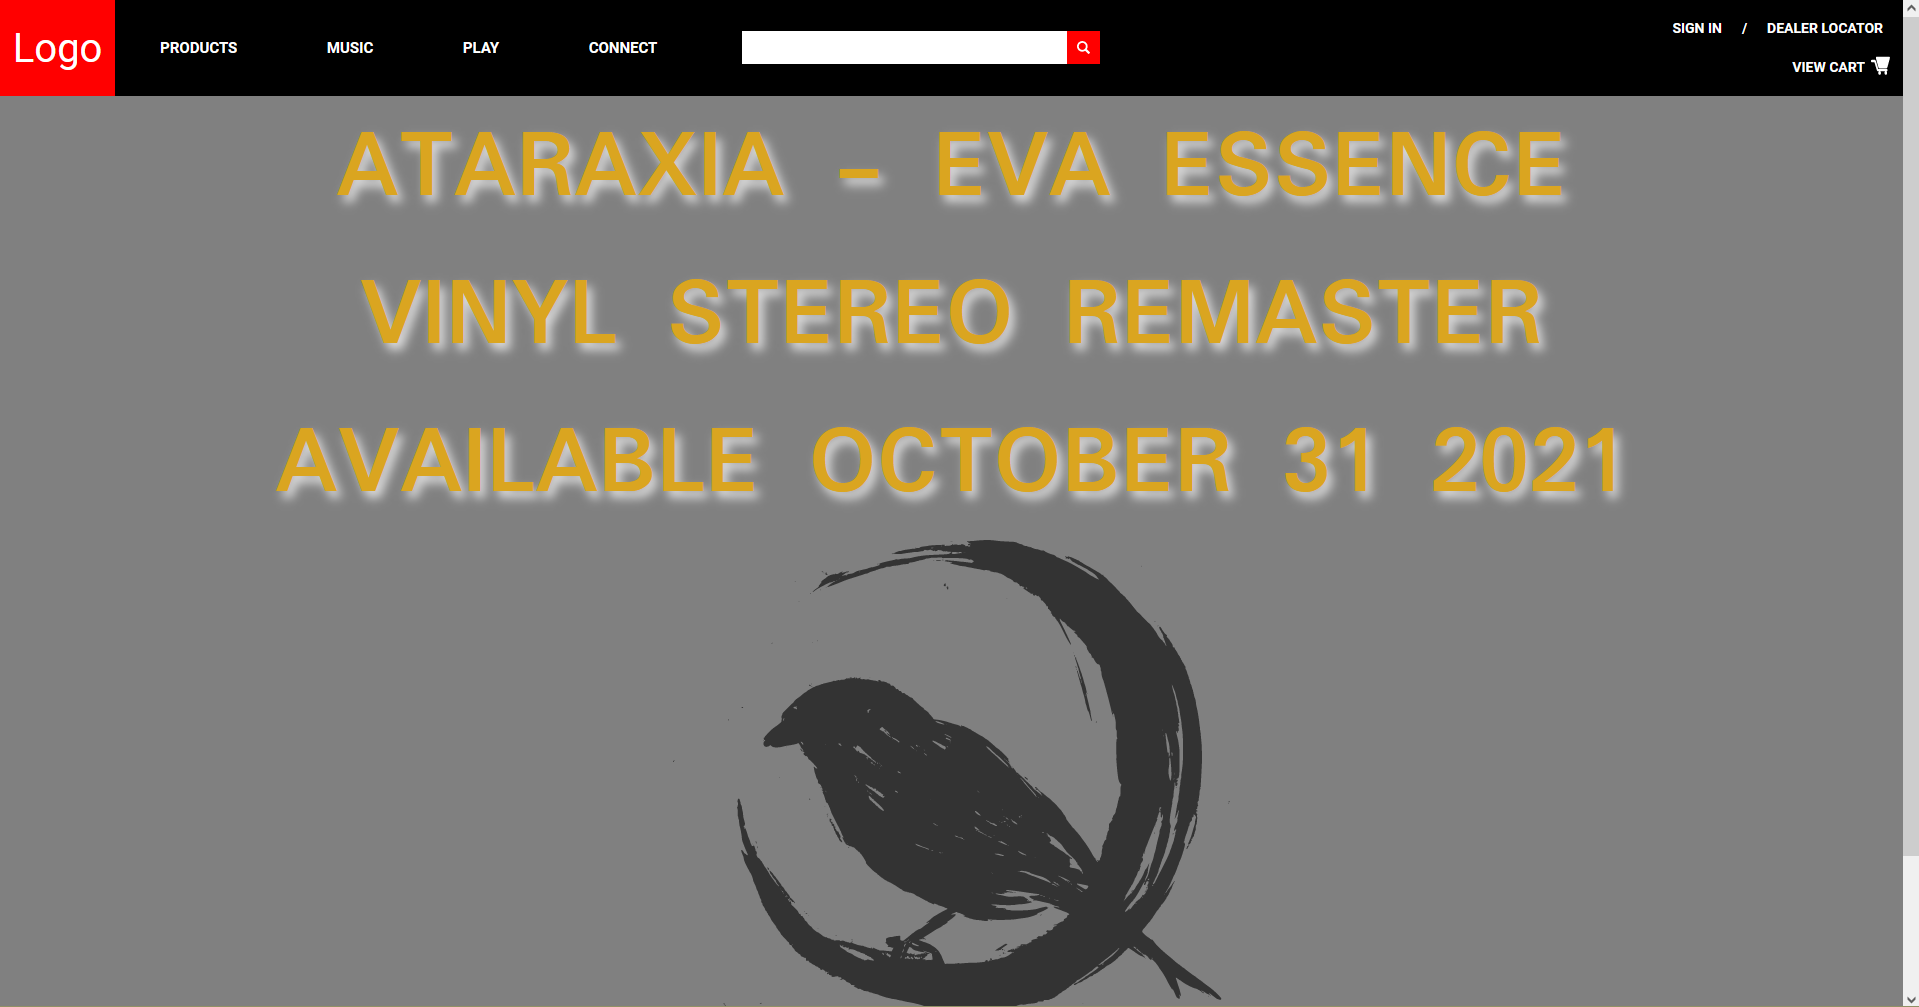 Logo
PRODUCTS MUSIC PLAY CONNECT
SIGN IN / DEALER LOCATOR
VIEW CART
ATARAXIA – EVA ESSENCE
VINYL STEREO REMASTER
AVAILABLE OCTOBER 31 2021